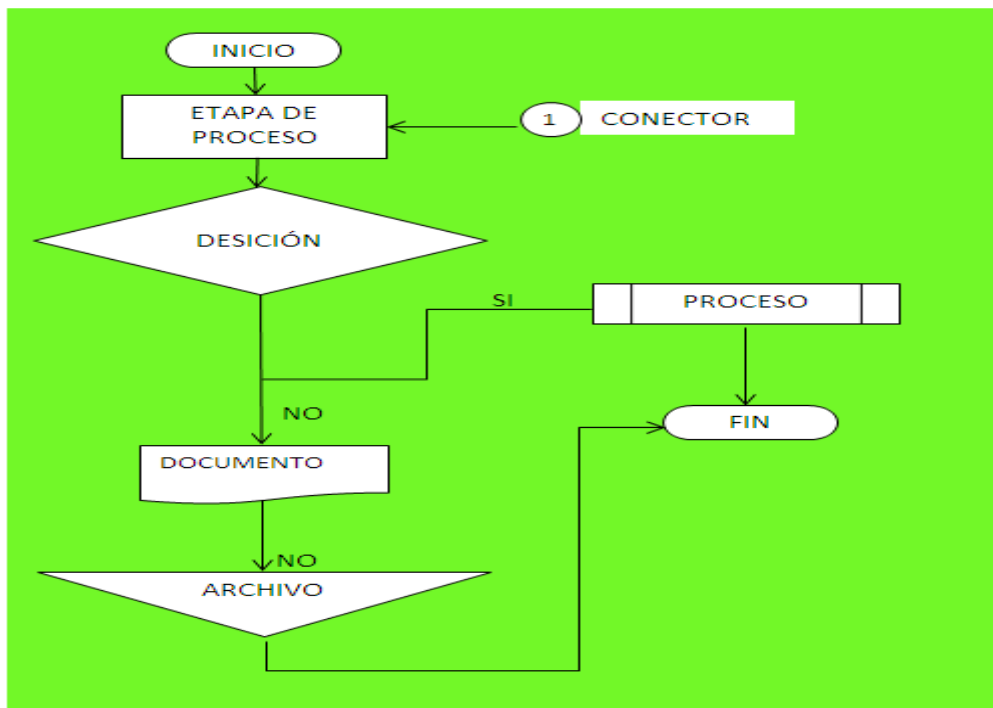 INICIO
ETAPA DE
PROCESO
1
CONECTOR
DESICIÓN
SI
PROCESO
NO
FIN
DOCUMENTO
NO
ARCHIVO